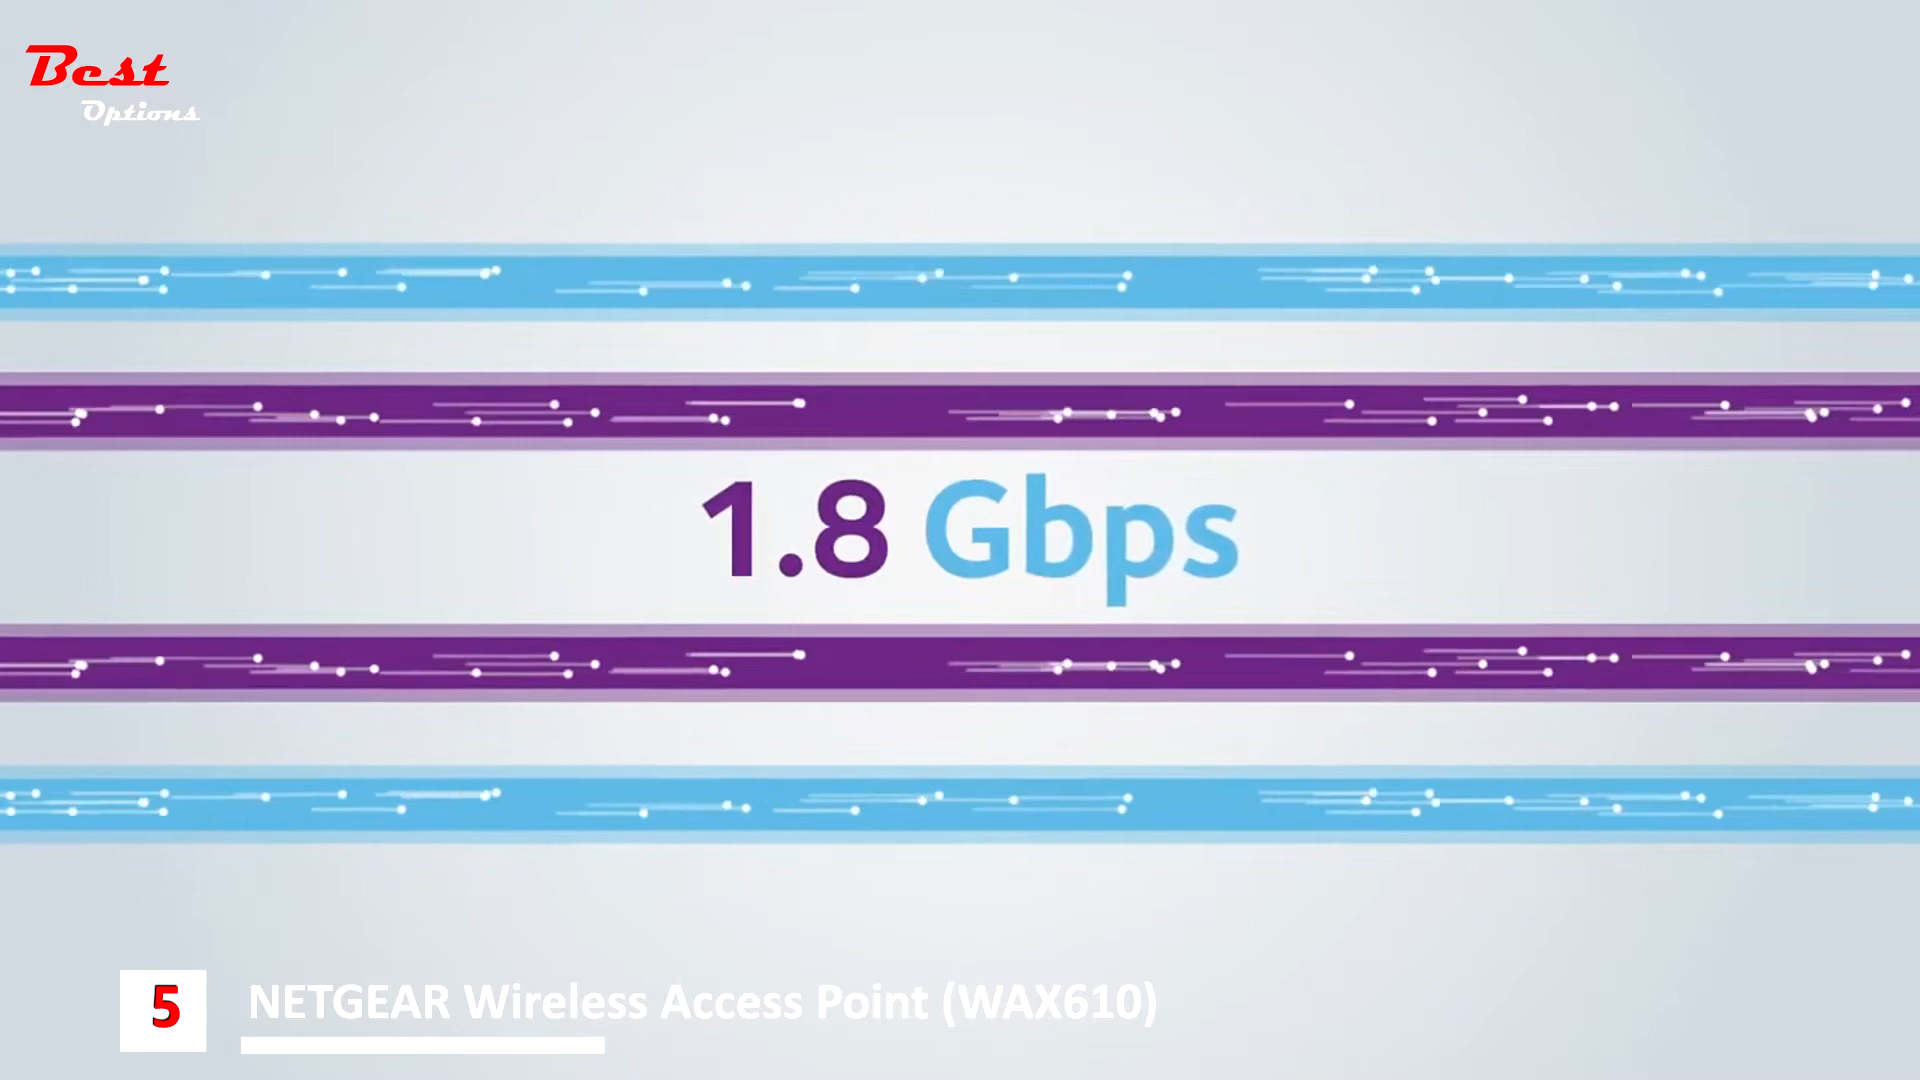 Best
Options
1.8 Gbps
5
NETGEAR Wireless Access Point (WAX610)